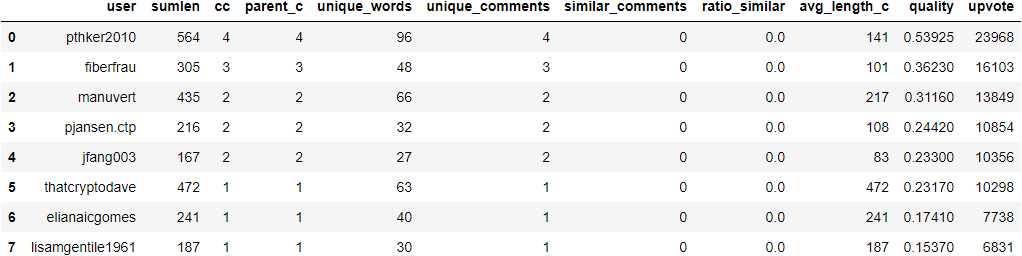 user sumlen cc parent_c unique_words unique_comments similar_comments ratio_similar avg_length_c quality upvote
0 pthker2010 564 4 4 96 4 0 0.0 141 0.53925 23968
1 fiberfrau 305 3 3 48 3 0 0.0 101 0.36230 16103
2 manuvert 435 2 2 66 2 0 0.0 217 0.31160 13849
3 pjansen.ctp 216 2 2 32 2 0 0.0 108 0.24420 10854
4 jfang003 167 2 2 27 2 0 0.0 83 0.23300 10356
5 thatcryptodave 472 1 1 63 1 0 0.0 472 0.23170 10298
6 elianaicgomes 241 1 1 40 1 0 0.0 241 0.17410 7738
7 lisamgentile1961 187 1 1 30 1 0 0.0 187 0.15370 6831